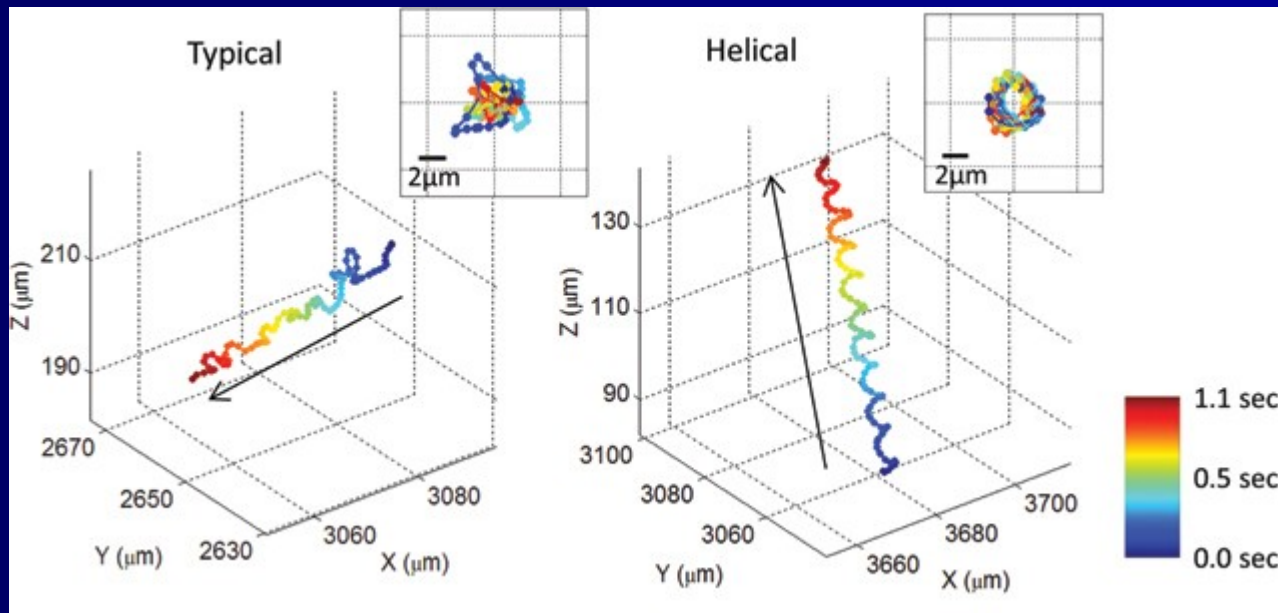 Typical
2μm
Z (μm)
210
190
2670
2650
2630
Y (μm)
3060
3080
X (μm)
Helical
2μm
Z (μm)
130
110
90
3100
3080
3060
Y (μm)
3660
3680
3700
X (μm)
1.1 sec
0.5 sec
0.0 sec